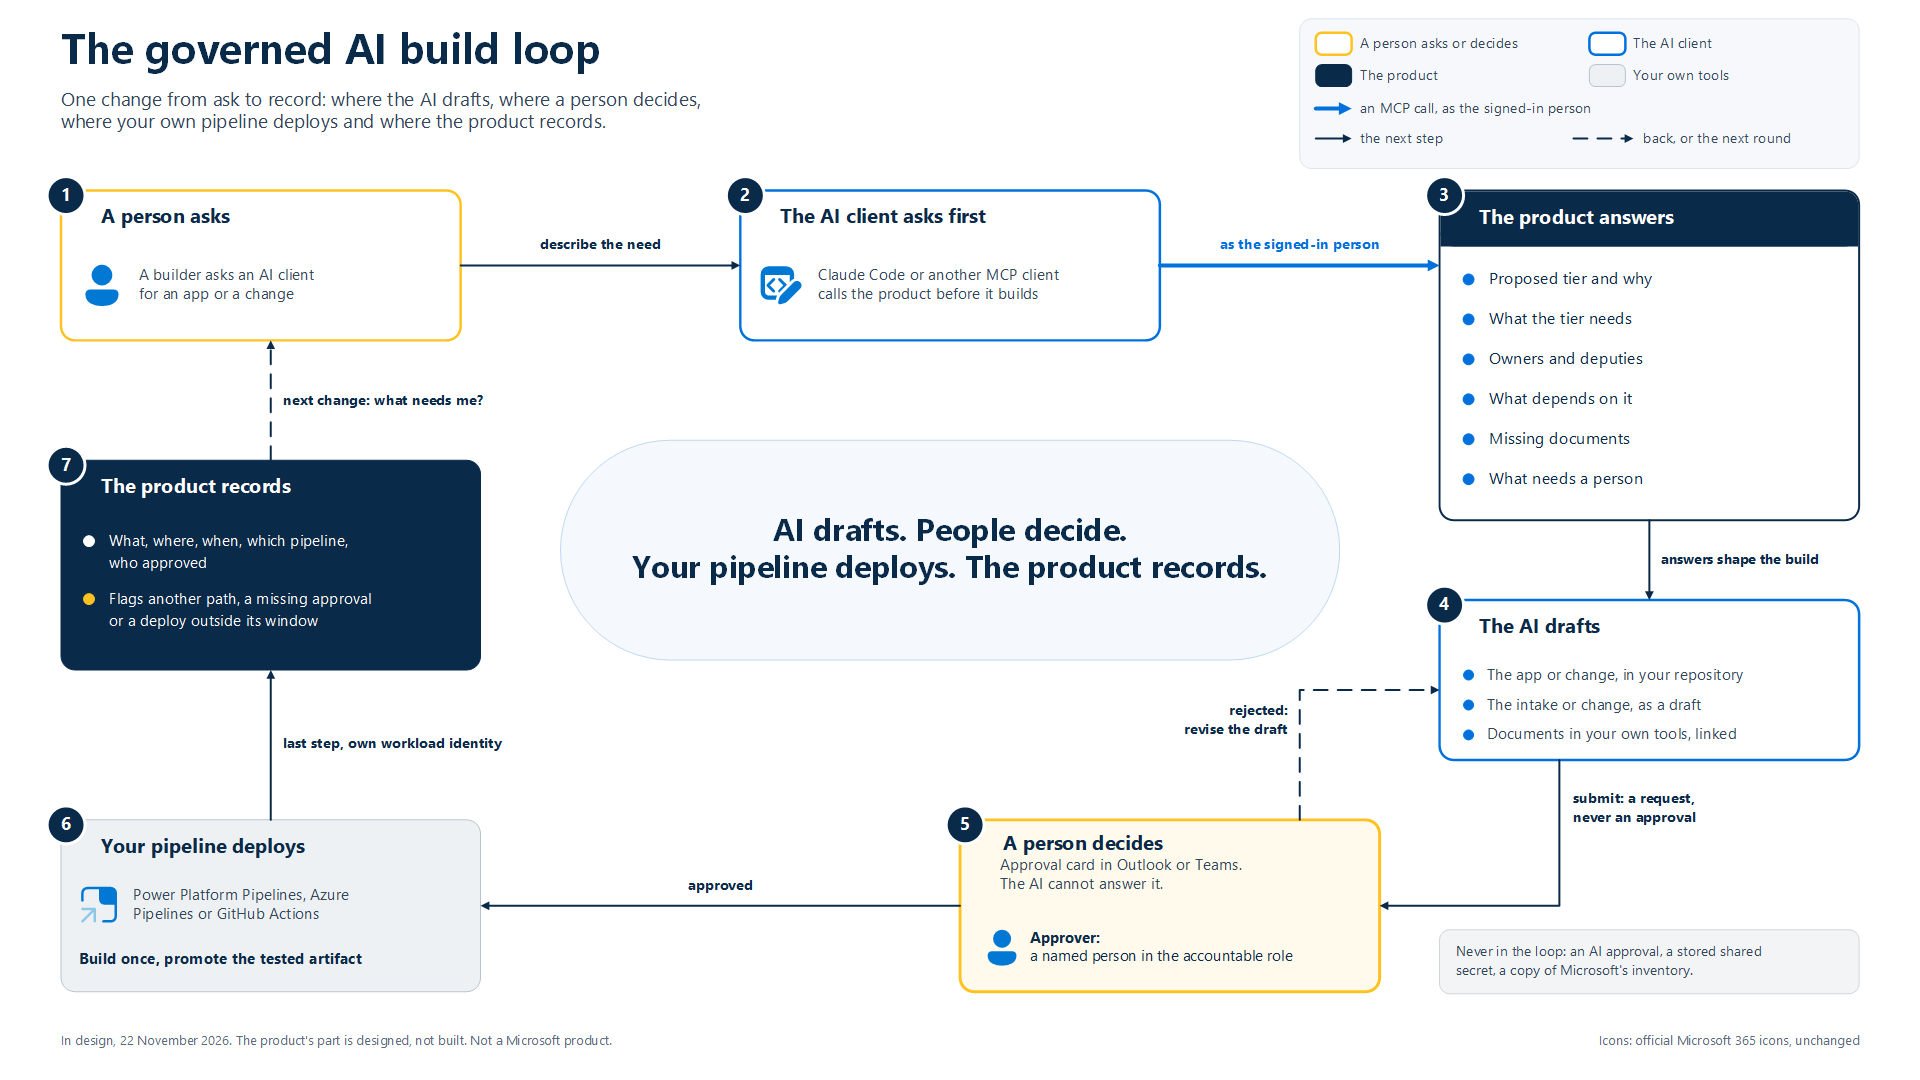 The governed AI build loop
One change from ask to record: where the AI drafts, where a person decides,
where your own pipeline deploys and where the product records.
A person asks or decides
The AI client
The product
Your own tools
an MCP call, as the signed-in person
the next step
back, or the next round
1
A person asks
A builder asks an AI client
for an app or a change
describe the need
2
The AI client asks first
Claude Code or another MCP client
calls the product before it builds
as the signed-in person
3
The product answers
Proposed tier and why
What the tier needs
Owners and deputies
What depends on it
Missing documents
What needs a person
answers shape the build
4
The AI drafts
The app or change, in your repository
The intake or change, as a draft
Documents in your own tools, linked
submit: a request,
never an approval
rejected:
revise the draft
5
A person decides
Approval card in Outlook or Teams.
The AI cannot answer it.
Approver:
a named person in the accountable role
approved
6
Your pipeline deploys
Power Platform Pipelines, Azure
Pipelines or GitHub Actions
Build once, promote the tested artifact
last step, own workload identity
7
The product records
What, where, when, which pipeline,
who approved
Flags another path, a missing approval
or a deploy outside its window
next change: what needs me?
AI drafts. People decide.
Your pipeline deploys. The product records.
Never in the loop: an AI approval, a stored shared
secret, a copy of Microsoft's inventory.
In design, 22 November 2026. The product's part is designed, not built. Not a Microsoft product.
Icons: official Microsoft 365 icons, unchanged